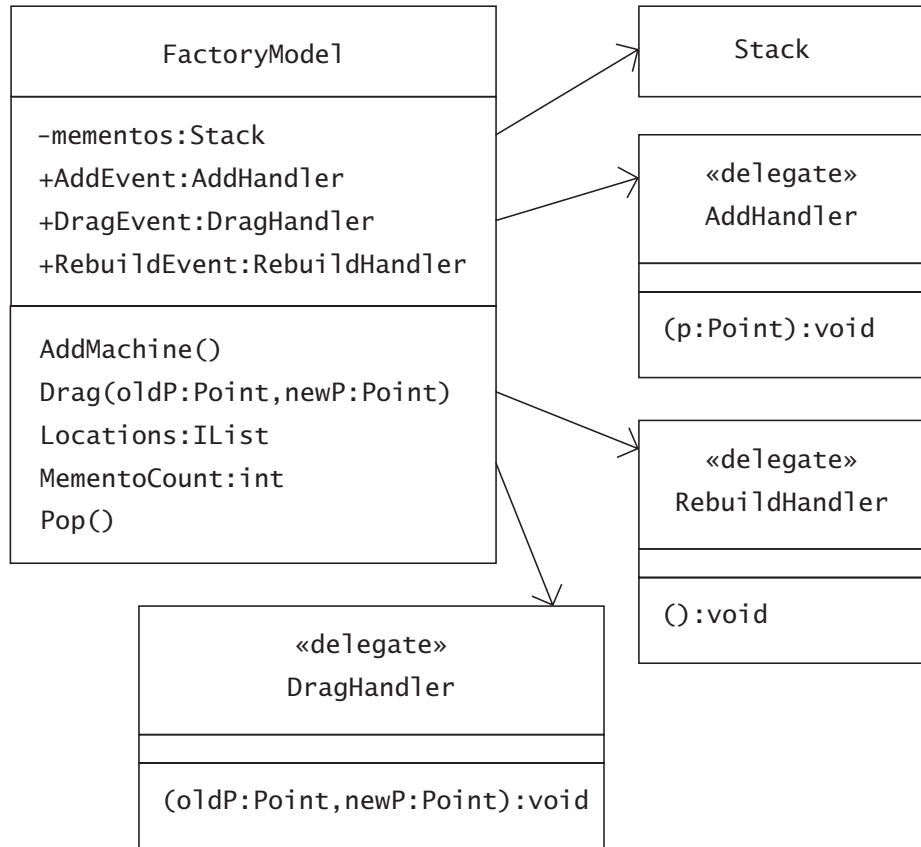 FactoryModel
-mementos:Stack
+AddEvent:AddHandler
+DragEvent:DragHandler
+RebuildEvent:RebuildHandler
AddMachine()
Drag(oldP:Point,newP:Point)
Locations:IList
MementoCount:int
Pop()
Stack
«delegate»
AddHandler
(p:Point):void
«delegate»
RebuildHandler
():void
«delegate»
DragHandler
(oldP:Point,newP:Point):void